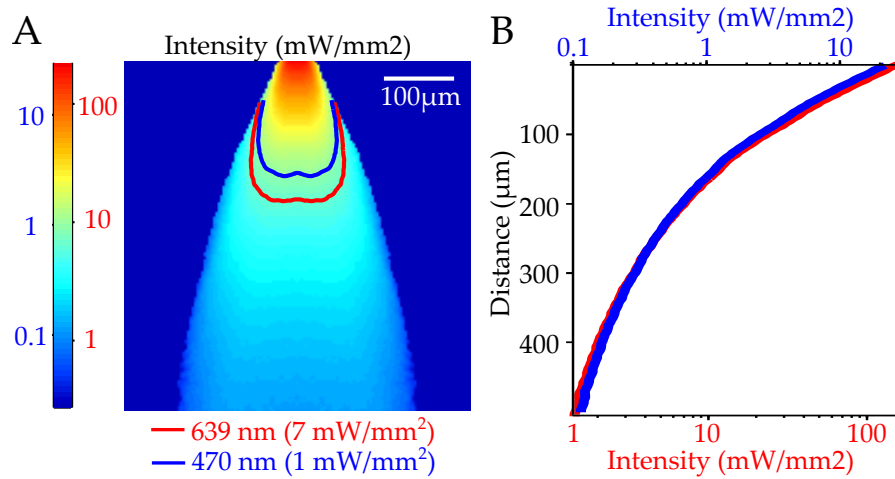 A
Intensity (mW/mm2)
10
1
0.1
100
10
1
100µm
639 nm (7 mW/mm²)
470 nm (1 mW/mm²)
B
Intensity (mW/mm2)
0.1
1
10
Distance (µm)
100
200
300
400
1
10
100
Intensity (mW/mm2)